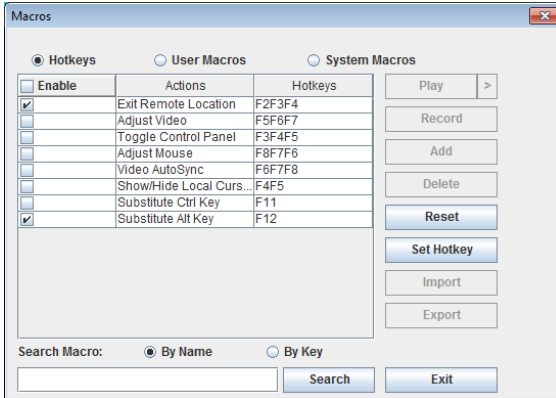 Macros
Hotkeys User Macros System Macros
Enable Actions Hotkeys Play >
Exit Remote Location F2F3F4
Adjust Video F5F6F7 Record
Toggle Control Panel F3F4F5
Adjust Mouse F8F7F6 Add
Video AutoSync F6F7F8
Show/Hide Local Curs... F4F5 Delete
Substitute Ctrl Key F11
Substitute Alt Key F12 Reset
Set Hotkey
Import
Export
Search Macro: By Name By Key
Search Exit